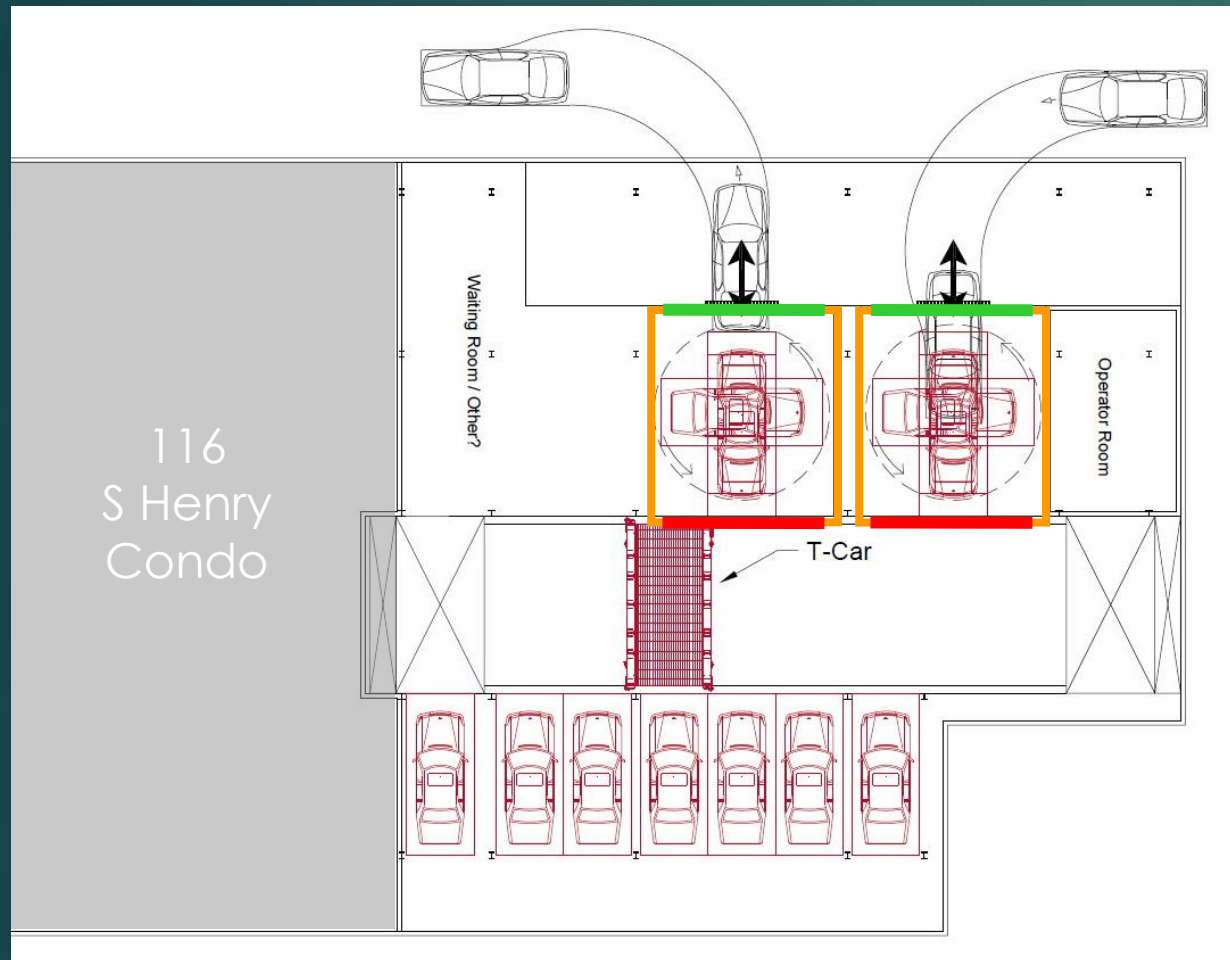 Waiting Room / Other?
Operator Room
116
S Henry
Condo
T-Car